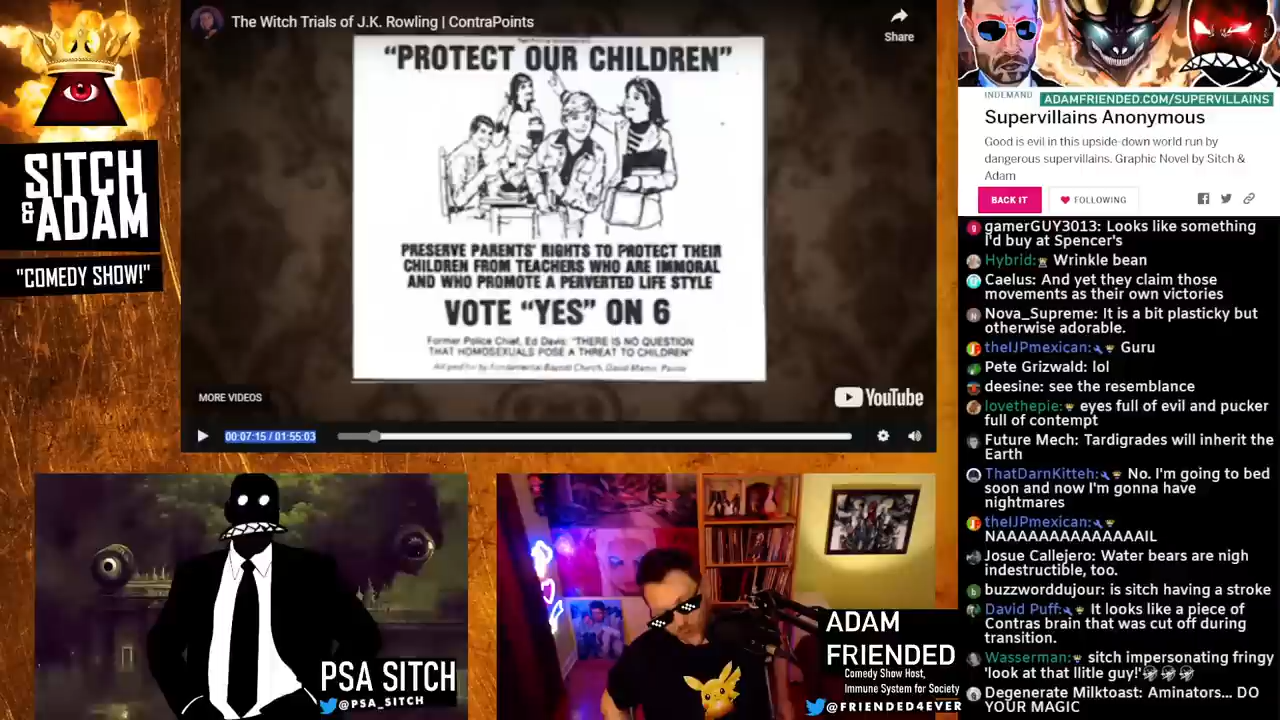 The Witch Trials of J.K. Rowling | ContraPoints
Share
"PROTECT OUR CHILDREN"
PRESERVE PARENTS' RIGHTS TO PROTECT THEIR
CHILDREN FROM TEACHERS WHO ARE IMMORAL
AND WHO PROMOTE A PERVERTED LIFE STYLE
VOTE "YES" ON 6
Former Police Chief, Ed Davis: "THERE IS NO QUESTION
THAT HOMOSEXUALS POSE A THREAT TO CHILDREN"
MORE VIDEOS
YouTube
00:07:15 / 01:55:03
SITCH
& ADAM
"COMEDY SHOW!"
PSA SITCH
@PSA_SITCH
ADAM
FRIENDED
Comedy Show Host,
Immune System for Society
@FRIENDED4EVER
INDEMAND
ADAMFRIENDED.COM/SUPERVILLAINS
Supervillains Anonymous
Good is evil in this upside-down world run by
dangerous supervillains. Graphic Novel by Sitch &
Adam
BACK IT
FOLLOWING
gamerGUY3013: Looks like something
I'd buy at Spencer's
Hybrid: Wrinkle bean
Caelus: And yet they claim those
movements as their own victories
Nova_Supreme: It is a bit plasticky but
otherwise adorable.
theIJPmexican: Guru
Pete Grizwald: lol
deesine: see the resemblance
lovethepie: eyes full of evil and pucker
full of contempt
Future Mech: Tardigrades will inherit the
Earth
ThatDarnKitteh: No. I'm going to bed
soon and now I'm gonna have
nightmares
theIJPmexican:
NAAAAAAAAAAAAAIL
Josue Callejero: Water bears are nigh
indestructible, too.
buzzworddujour: is sitch having a stroke
David Puff: It looks like a piece of
Contras brain that was cut off during
transition.
Wasserman: sitch impersonating fringy
'look at that llitle guy!'
Degenerate Milktoast: Aminators... DO
YOUR MAGIC